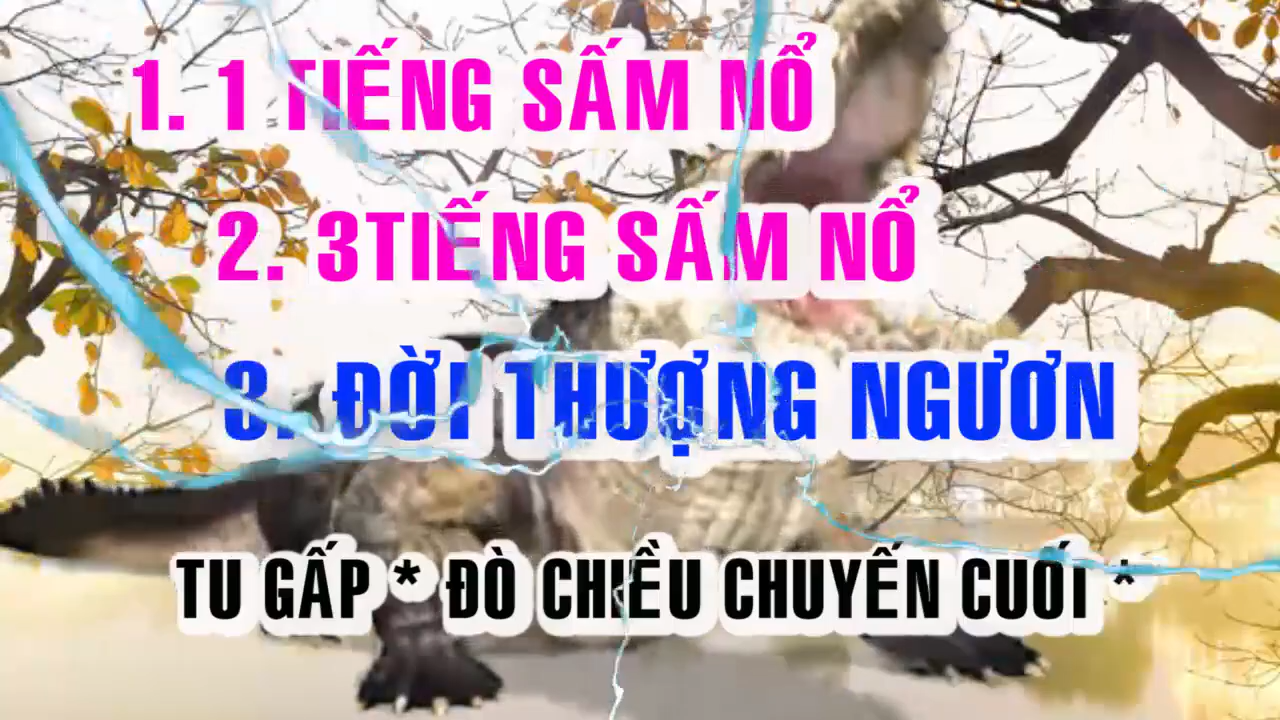 1. 1 TIẾNG SẤM NỔ
2. 3TIẾNG SẤM NỔ
3. ĐỜI THƯỢNG NGƯƠN
TU GẤP * ĐÒ CHIỀU CHUYẾN CUỐI *